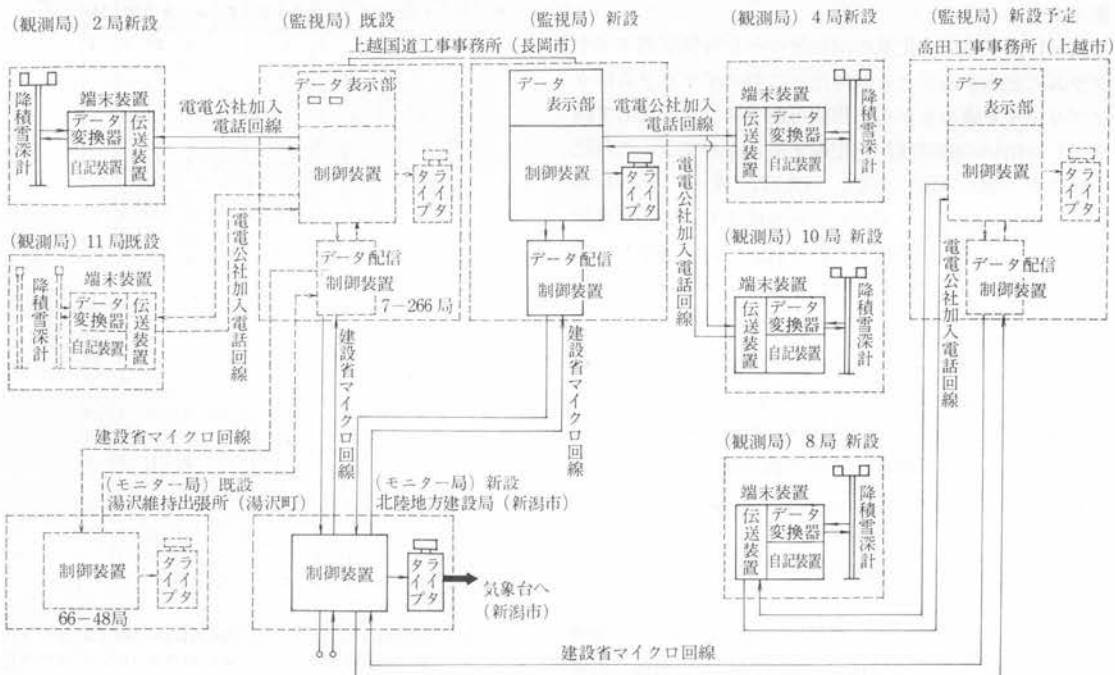 (観測局) 2局新設
降積雪深計
端末装置
データ変換器
自記装置
伝送装置
電電公社加入電話回線
(監視局) 既設
上越国道工事事務所 (長岡市)
データ表示部
制御装置
タイプライタ
データ配信制御装置
7−266局
(監視局) 新設
データ表示部
制御装置
タイプライタ
データ配信制御装置
電電公社加入電話回線
(観測局) 4局新設
端末装置
伝送装置
データ変換器
自記装置
降積雪深計
(監視局) 新設予定
高田工事事務所 (上越市)
データ表示部
制御装置
タイプライタ
データ配信制御装置
(観測局) 11局既設
降積雪深計
端末装置
データ変換器
自記装置
伝送装置
電電公社加入電話回線
電電公社加入電話回線
(観測局) 10局 新設
端末装置
伝送装置
データ変換器
自記装置
降積雪深計
電電公社加入電話回線
建設省マイクロ回線
建設省マイクロ回線
建設省マイクロ回線
(観測局) 8局 新設
端末装置
伝送装置
データ変換器
自記装置
降積雪深計
(モニター局) 既設
湯沢維持出張所 (湯沢町)
制御装置
タイプライタ
66−48局
(モニター局) 新設
北陸地方建設局 (新潟市)
制御装置
タイプライタ
気象台へ
(新潟市)
建設省マイクロ回線